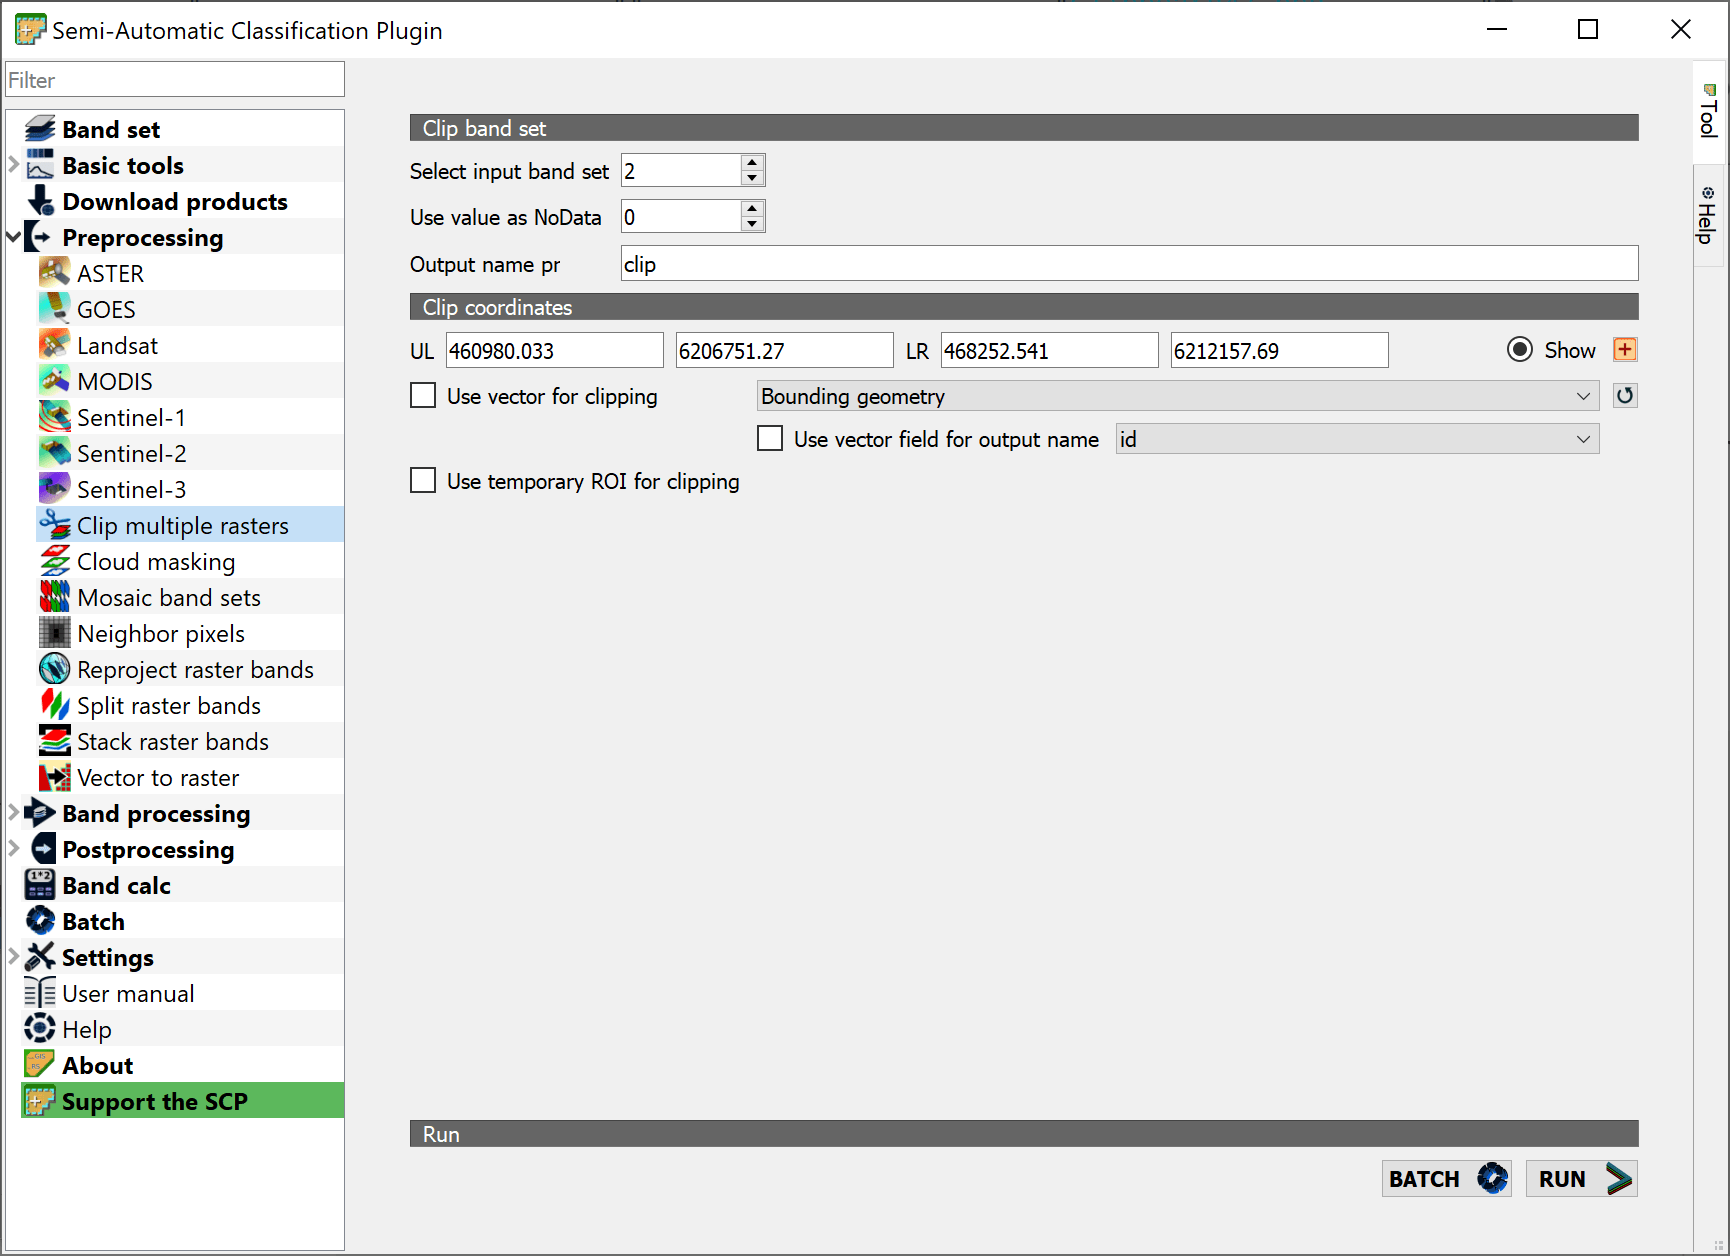 Semi-Automatic Classification Plugin
Filter
Band set
Basic tools
Download products
Preprocessing
ASTER
GOES
Landsat
MODIS
Sentinel-1
Sentinel-2
Sentinel-3
Clip multiple rasters
Cloud masking
Mosaic band sets
Neighbor pixels
Reproject raster bands
Split raster bands
Stack raster bands
Vector to raster
Band processing
Postprocessing
1*2
Band calc
Batch
Settings
User manual
Help
About
Support the SCP
Clip band set
Select input band set 2
Use value as NoData 0
Output name pr clip
Clip coordinates
UL 460980.033 6206751.27 LR 468252.541 6212157.69 Show
Use vector for clipping Bounding geometry
Use vector field for output name id
Use temporary ROI for clipping
Run
BATCH RUN
Tool
Help